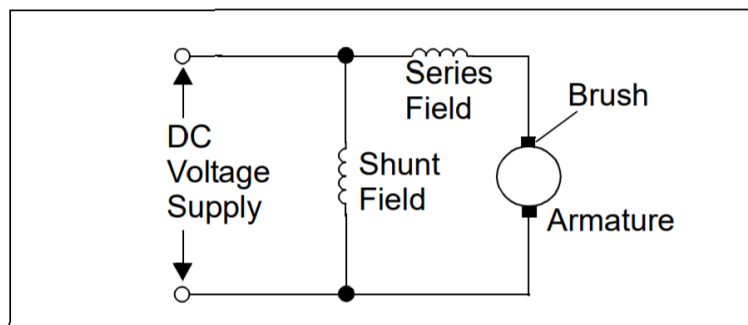 Series
Field
Brush
DC
Voltage
Supply
Shunt
Field
Armature